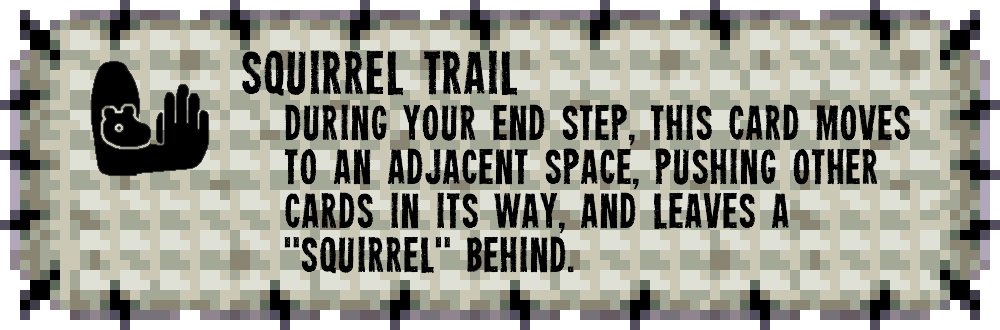 SQUIRREL TRAIL
DURING YOUR END STEP, THIS CARD MOVES
TO AN ADJACENT SPACE, PUSHING OTHER
CARDS IN ITS WAY, AND LEAVES A
"SQUIRREL" BEHIND.